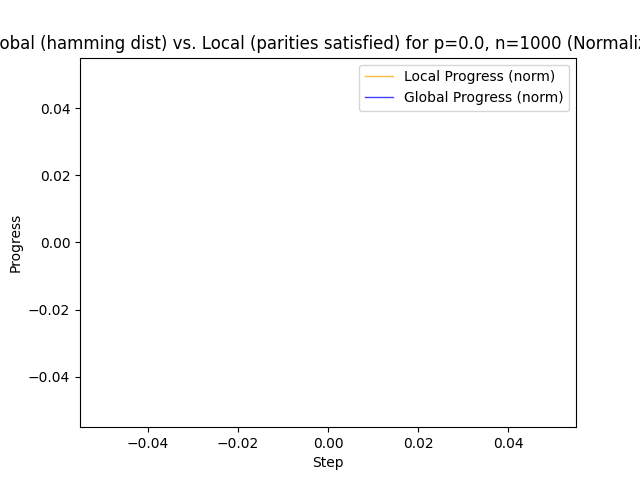 obal (hamming dist) vs. Local (parities satisfied) for p=0.0, n=1000 (Normaliz
Local Progress (norm)
Global Progress (norm)
0.04
0.02
0.00
−0.02
−0.04
Progress
−0.04
−0.02
0.00
0.02
0.04
Step